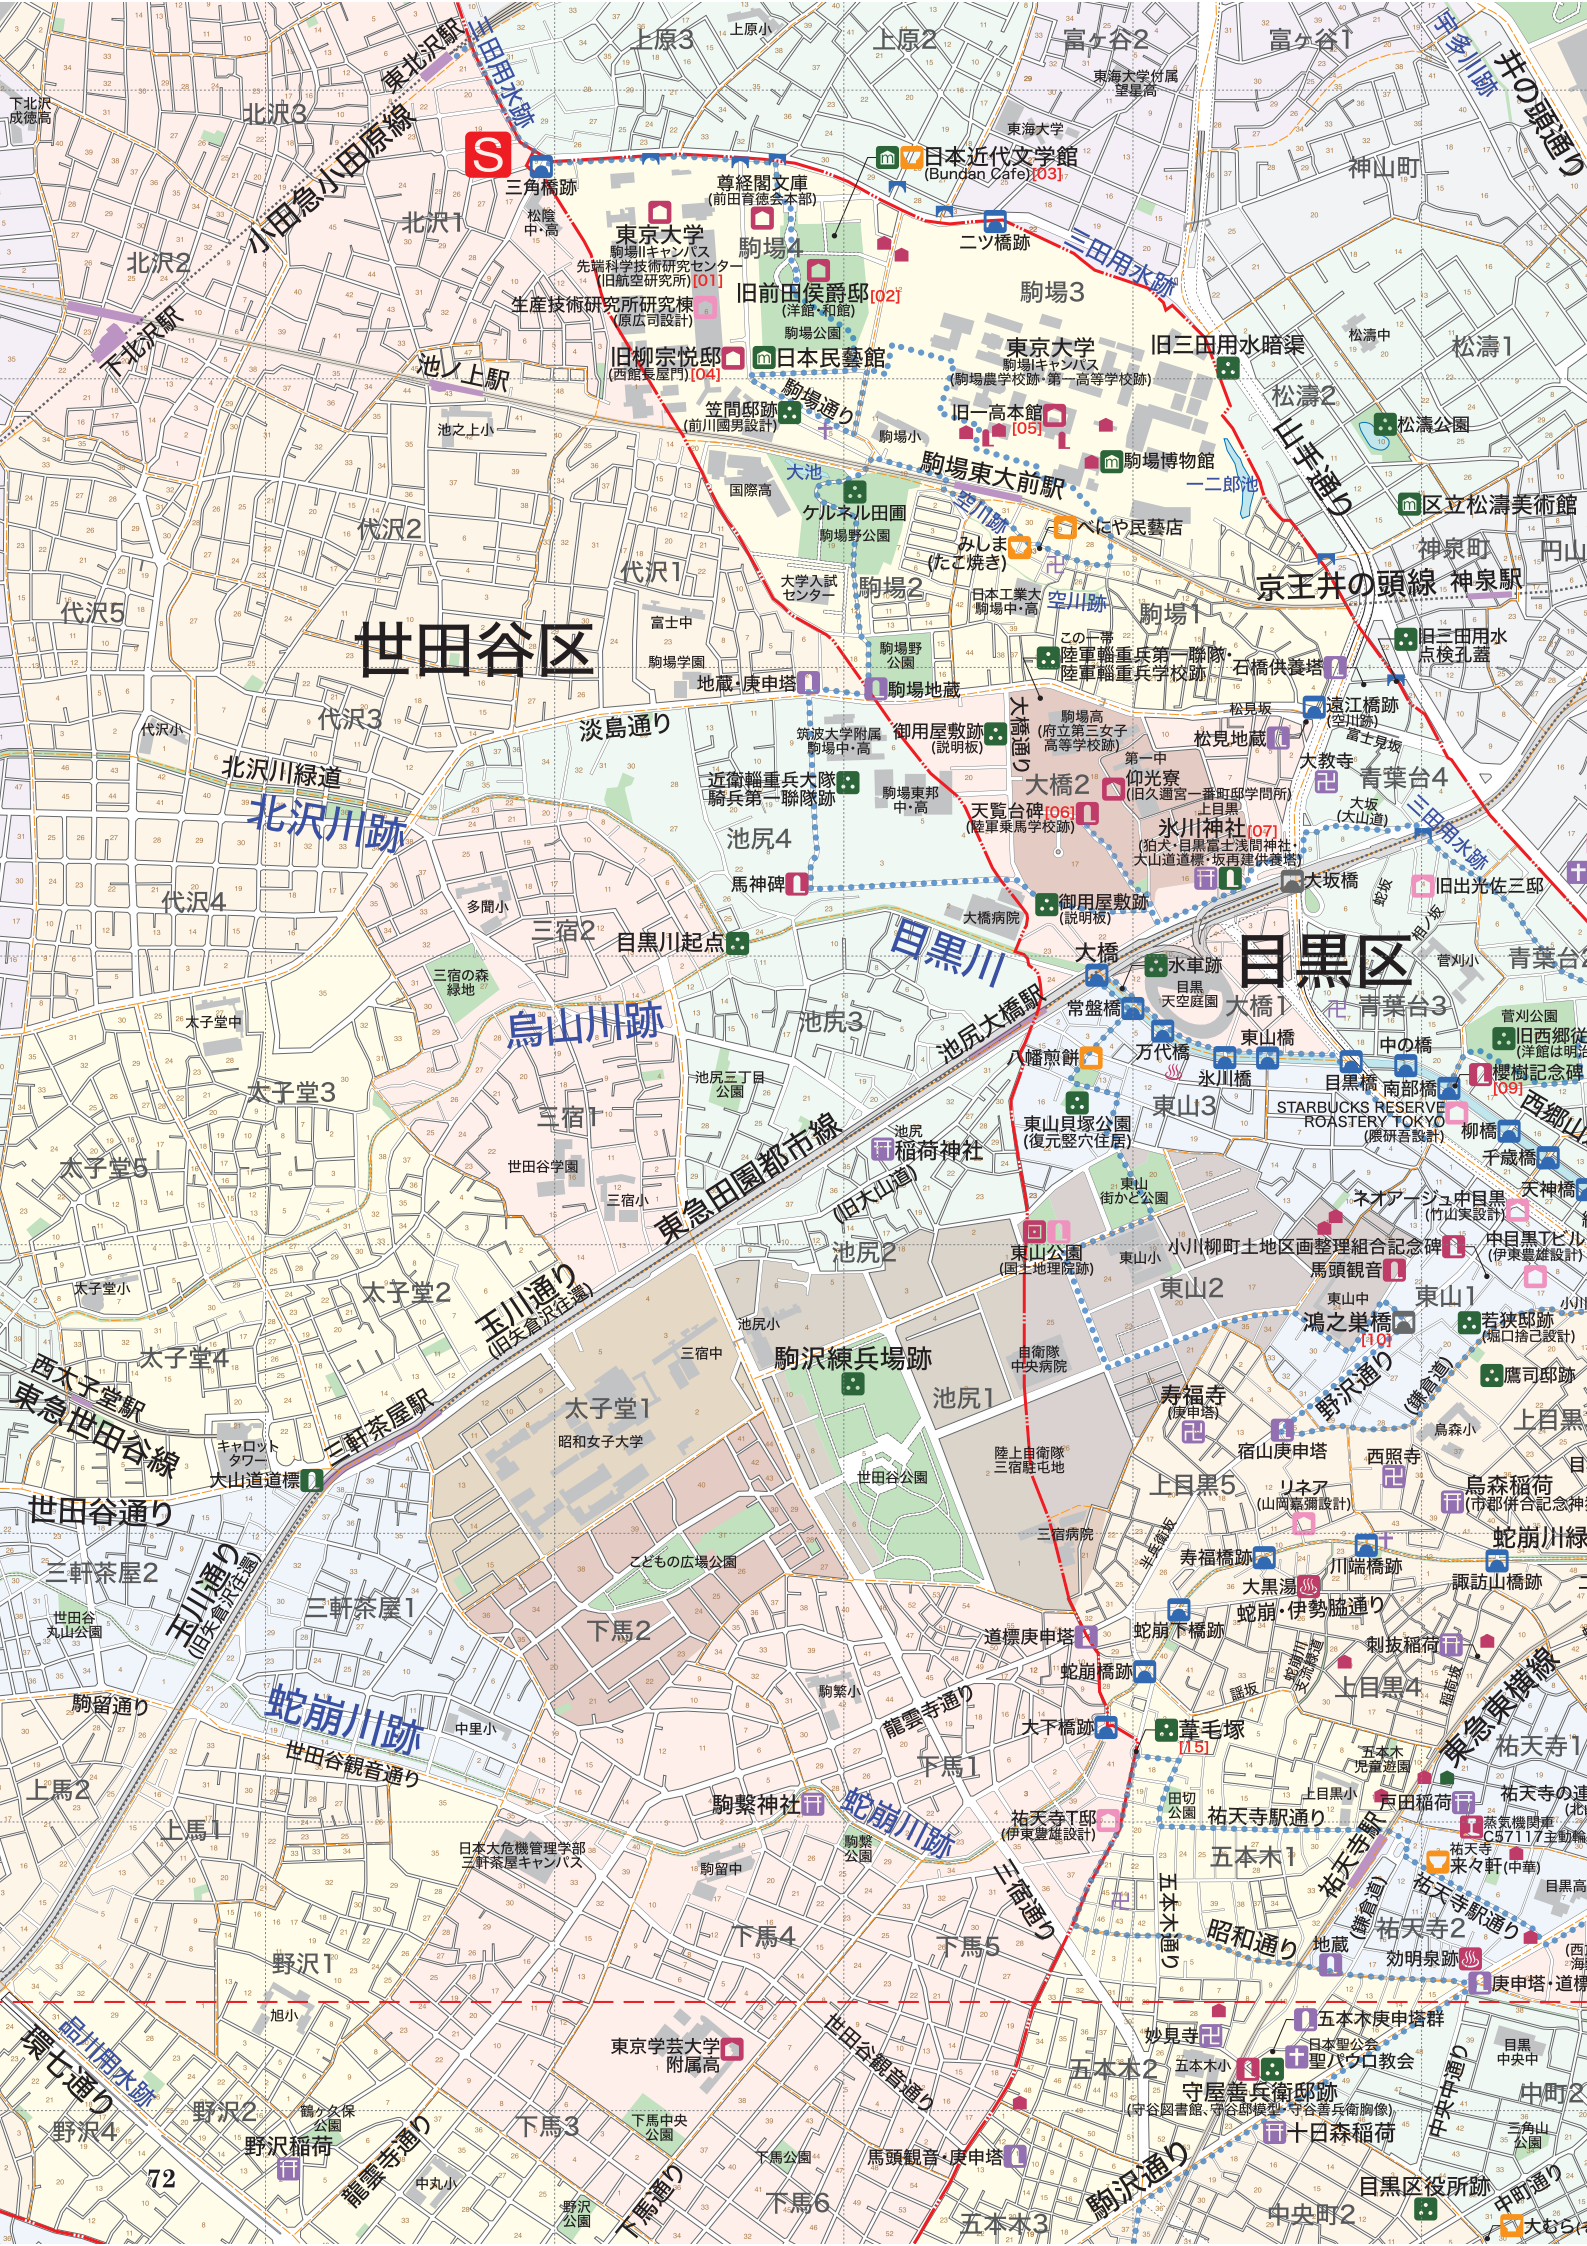 上原3
上原小
上原2
富ヶ谷2
富ヶ谷1
宇多川跡
井の頭通り
東北沢駅
三田用水跡
東海大学付属
望星高
下北沢
成徳高
北沢3
小田急小田原線
東海大学
S
三角橋跡
尊経閣文庫
(前田育徳会本部)
日本近代文学館
(Bundan Cafe)[03]
神山町
松陰
中・高
北沢1
北沢2
東京大学
駒場IIキャンパス
先端科学技術研究センター
(旧航空研究所)[01]
駒場4
二ツ橋跡
三田用水跡
旧前田侯爵邸[02]
(洋館・和館)
駒場3
生産技術研究所研究棟
(原広司設計)
駒場公園
下北沢駅
池ノ上駅
旧柳宗悦邸
(西館長屋門)[04]
日本民藝館
東京大学
駒場Iキャンパス
(駒場農学校跡・第一高等学校跡)
旧三田用水暗渠
松濤中
松濤1
松濤2
駒場通り
笠間邸跡
(前川國男設計)
池之上小
駒場小
旧一高本館
[05]
松濤公園
山手通り
駒場東大前駅
駒場博物館
一二郎池
大池
国際高
ケルネル田圃
駒場野公園
空川跡
べにや民藝店
みしま
(たこ焼き)
区立松濤美術館
神泉町
円山
代沢2
代沢1
大学入試
センター
駒場2
日本工業大
駒場中・高
空川跡
駒場1
京王井の頭線
神泉駅
代沢5
富士中
世田谷区
駒場学園
駒場野
公園
この一帯
陸軍輜重兵第一聯隊・
陸軍輜重兵学校跡
旧三田用水
点検孔蓋
石橋供養塔
地蔵・庚申塔
駒場地蔵
代沢小
代沢3
淡島通り
筑波大学附属
駒場中・高
御用屋敷跡
(説明板)
大橋通り
駒場高
(府立第三女子
高等学校跡)
松見坂
遠江橋跡
(空川跡)
富士見坂
松見地蔵
第一中
大教寺
北沢川緑道
北沢川跡
近衛輜重兵大隊
騎兵第一聯隊跡
駒場東邦
中・高
大橋2
仰光寮
(旧久邇宮一番町邸学問所)
青葉台4
天覧台碑[06]
(陸軍乗馬学校跡)
上目黒
氷川神社[07]
(狛犬・目黒富士浅間神社・
大山道道標・坂再建供養塔)
大坂
(大山道)
三田用水跡
池尻4
馬神碑
大坂橋
蛇坂
旧出光佐三邸
代沢4
多聞小
三宿2
目黒川起点
大橋病院
御用屋敷跡
(説明板)
目黒川
目黒区
相ノ坂
菅刈小
青葉台2
大橋
水車跡
三宿の森
緑地
目黒
天空庭園
大橋1
常盤橋
青葉台3
太子堂中
烏山川跡
池尻3
池尻大橋駅
菅刈公園
旧西郷従
(洋館は明治
八幡煎餅
万代橋
氷川橋
東山橋
目黒橋
中の橋
南部橋
櫻樹記念碑
[09]
太子堂3
池尻三丁目
公園
三宿1
東山貝塚公園
(復元竪穴住居)
東山3
STARBUCKS RESERVE
ROASTERY TOKYO
(隈研吾設計)
西郷山
柳橋
千歳橋
太子堂5
世田谷学園
三宿小
東急田園都市線
池尻
稲荷神社
(旧大山道)
東山
街かど公園
ネオアージュ中目黒
(竹山実設計)
天神橋
東山公園
(国土地理院跡)
東山小
小川柳町土地区画整理組合記念碑
中目黒Tビル
(伊東豊雄設計)
馬頭観音
池尻2
太子堂小
太子堂2
玉川通り
(旧矢倉沢往還)
東山2
東山中
東山1
小川
鴻之巣橋
[10]
若狭邸跡
(堀口捨己設計)
池尻小
三宿中
駒沢練兵場跡
自衛隊
中央病院
太子堂4
西太子堂駅
東急世田谷線
野沢通り
(鎌倉道)
鷹司邸跡
池尻1
寿福寺
(庚申塔)
宿山庚申塔
烏森小
上目黒
太子堂1
昭和女子大学
三軒茶屋駅
キャロット
タワー
大山道道標
陸上自衛隊
三宿駐屯地
世田谷公園
西照寺
上目黒5
リネア
(山岡嘉彌設計)
烏森稲荷
(市郡併合記念神
世田谷通り
三宿病院
半兵衛坂
蛇崩川緑
三軒茶屋2
こどもの広場公園
寿福橋跡
川端橋跡
諏訪山橋跡
大黒湯
蛇崩・伊勢脇通り
世田谷
丸山公園
玉川通り
(旧矢倉沢往還)
三軒茶屋1
下馬2
道標庚申塔
蛇崩下橋跡
蛇崩川
支流緑道
刺抜稲荷
蛇崩橋跡
稲荷坂
東急東横線
駒留通り
蛇崩川跡
中里小
駒繋小
龍雲寺通り
謡坂
上目黒4
大下橋跡
葦毛塚
[15]
五本木
児童遊園
祐天寺1
世田谷観音通り
下馬1
上馬2
上目黒小
戸田稲荷
祐天寺の連
上馬1
駒繋神社
蛇崩川跡
祐天寺T邸
(伊東豊雄設計)
田切
公園
祐天寺駅通り
蒸気機関車
C57117主動輪
日本大危機管理学部
三軒茶屋キャンパス
駒留中
駒繋
公園
五本木1
祐天寺駅
祐天寺
来々軒(中華)
目黒高
三宿通り
五本木通り
(鎌倉道)
祐天寺駅通り
祐天寺2
下馬4
下馬5
昭和通り
地蔵
効明泉跡
庚申塔・道標
野沢1
旭小
環七通り
品川用水跡
東京学芸大学
附属高
世田谷観音通り
五本木庚申塔群
妙見寺
日本聖公会
聖パウロ教会
目黒
中央中
五本木2
五本木小
守屋善兵衛邸跡
(守谷図書館、守谷邸模型・守谷善兵衛胸像)
中央中通り
中町2
野沢2
野沢4
鶴ヶ久保
公園
野沢稲荷
下馬3
下馬中央
公園
十日森稲荷
三角山
公園
72
龍雲寺通り
中丸小
下馬公園
馬頭観音・庚申塔
駒沢通り
目黒区役所跡
中町通り
野沢
公園
下馬通り
下馬6
五本木3
中央町2
大むら